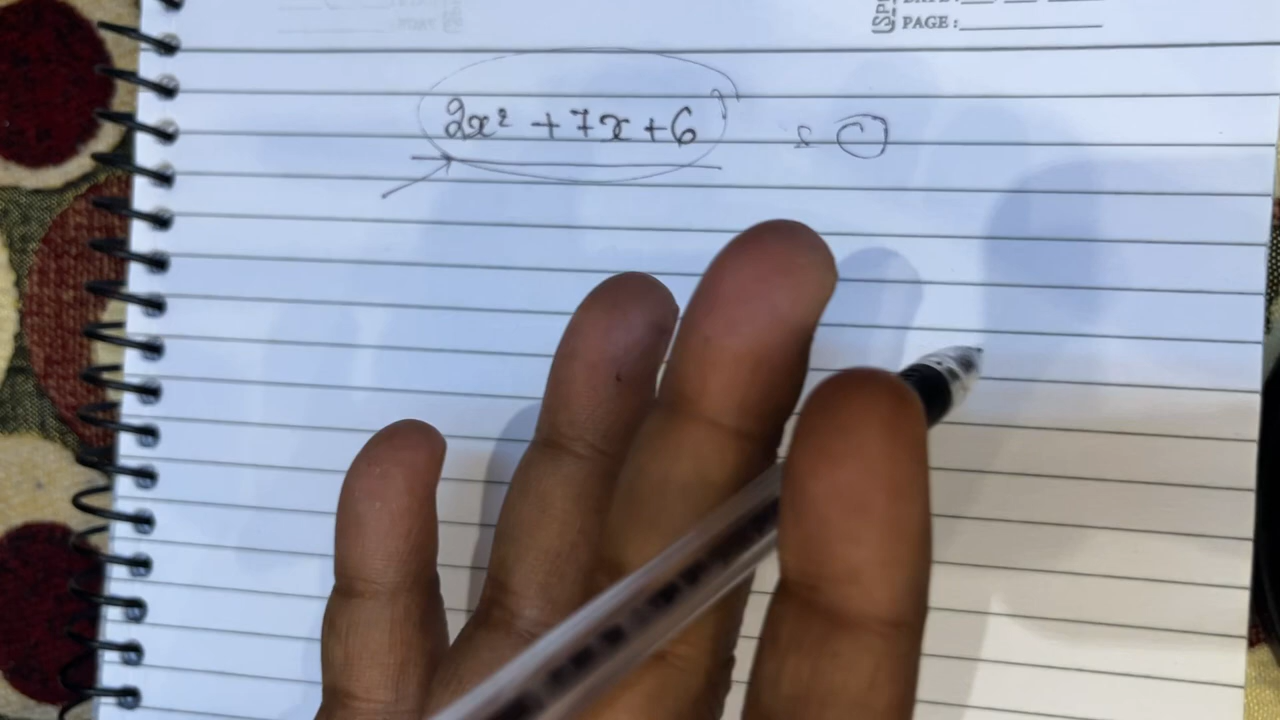 PAGE :
2x² + 7x + 6 = 0